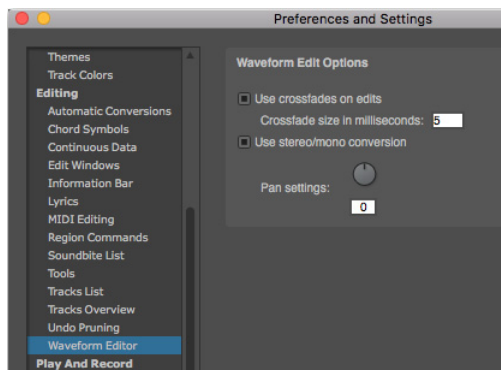 Preferences and Settings
Themes
Track Colors
Editing
Automatic Conversions
Chord Symbols
Continuous Data
Edit Windows
Information Bar
Lyrics
MIDI Editing
Region Commands
Soundbite List
Tools
Tracks List
Tracks Overview
Undo Pruning
Waveform Editor
Play And Record
Waveform Edit Options
Use crossfades on edits
Crossfade size in milliseconds: 5
Use stereo/mono conversion
Pan settings:
0